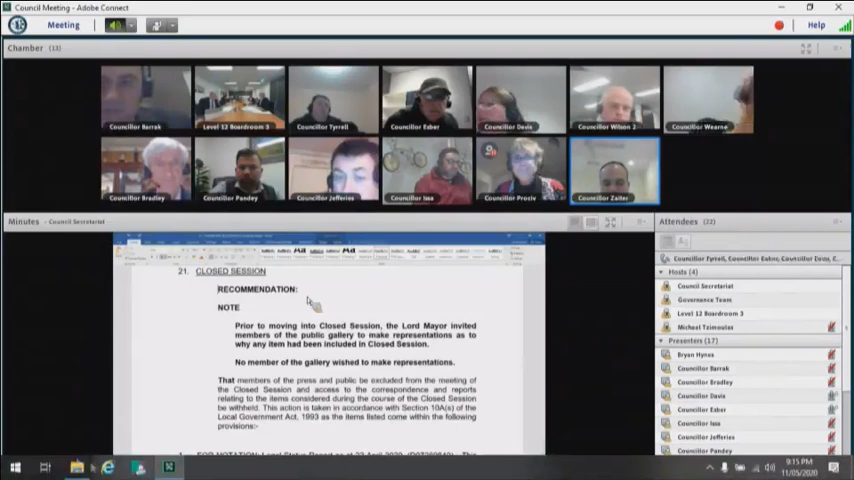 Council Meeting - Adobe Connect
Meeting
Help
Chamber (13)
Councillor Barrak
Level 12 Boardroom 3
Councillor Tyrrell
Councillor Esber
Councillor Davis
Councillor Wilson 2
Councillor Wearne
Councillor Bradley
Councillor Pandey
Councillor Jefferies
Councillor Issa
Councillor Prociv
Councillor Zaiter
Minutes - Council Secretariat
Attendees (22)
21. CLOSED SESSION
RECOMMENDATION:
NOTE
Prior to moving into Closed Session, the Lord Mayor invited
members of the public gallery to make representations as to
why any item had been included in Closed Session.
No member of the gallery wished to make representations.
That members of the press and public be excluded from the meeting of
the Closed Session and access to the correspondence and reports
relating to the items considered during the course of the Closed Session
be withheld. This action is taken in accordance with Section 10A(s) of the
Local Government Act, 1993 as the items listed come within the following
provisions:-
Councillor Tyrrell, Councillor Esber, Councillor Davis,
Hosts (4)
Council Secretariat
Governance Team
Level 12 Boardroom 3
Michael Tzimoulas
Presenters (17)
Bryan Hynes
Councillor Barrak
Councillor Bradley
Councillor Davis
Councillor Esber
Councillor Issa
Councillor Jefferies
Councillor Pandey
9:15 PM
11/05/2020